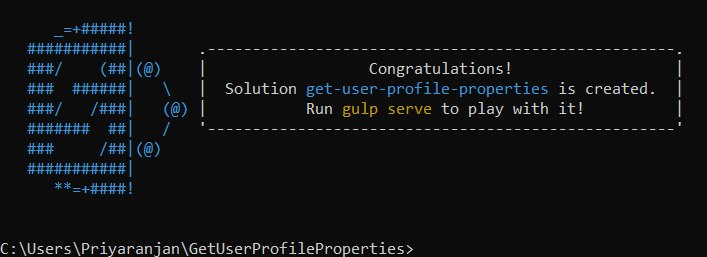 _=+#####!
 ###########|
 ###/    (##|(@)
 ###  ######|   \
 ###/   /###|   (@)
 #######  ##|   /
 ###     /##|(@)
 ###########|
    **=+####!
Congratulations!
Solution get-user-profile-properties is created.
Run gulp serve to play with it!
C:\Users\Priyaranjan\GetUserProfileProperties>